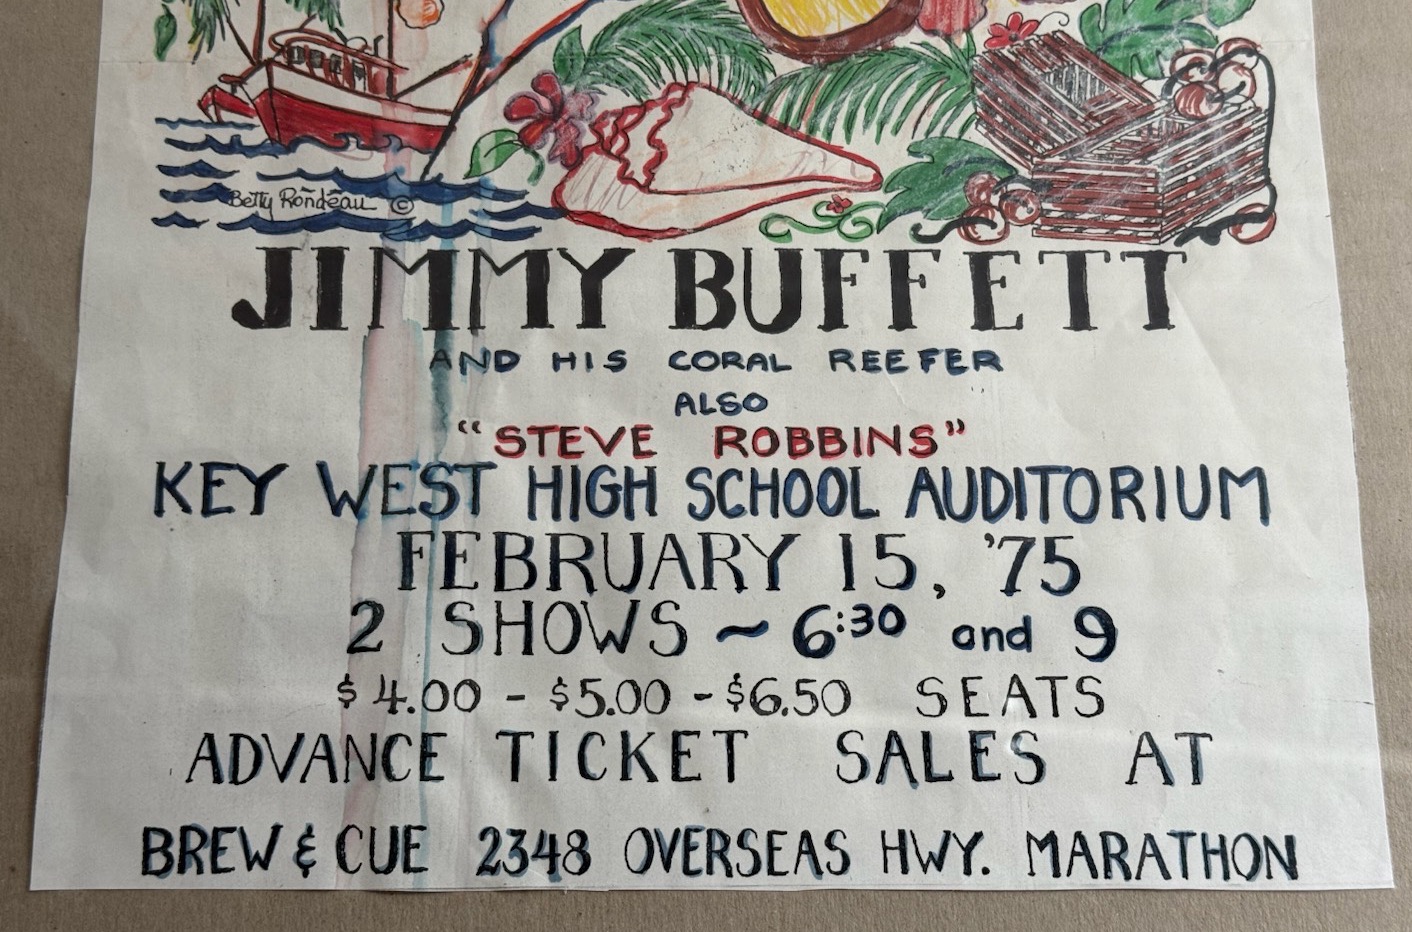 Betty Rondeau ©
JIMMY BUFFETT
AND HIS CORAL REEFER
ALSO
"STEVE ROBBINS"
KEY WEST HIGH SCHOOL AUDITORIUM
FEBRUARY 15, '75
2 SHOWS ~ 6:30 and 9
$4.00 - $5.00 - $6.50 SEATS
ADVANCE TICKET SALES AT
BREW & CUE 2348 OVERSEAS HWY. MARATHON